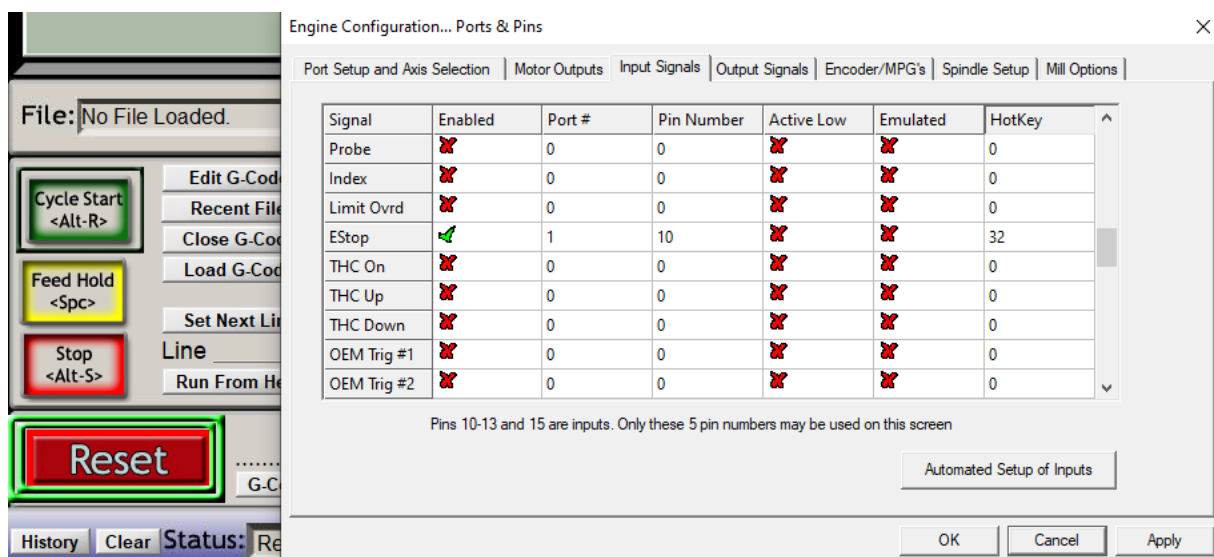 Engine Configuration... Ports & Pins
Port Setup and Axis Selection Motor Outputs Input Signals Output Signals Encoder/MPG's Spindle Setup Mill Options
File: No File Loaded.
Signal Enabled Port # Pin Number Active Low Emulated HotKey
Probe 0 0 0
Index 0 0 0
Limit Ovrd 0 0 0
EStop 1 10 32
THC On 0 0 0
THC Up 0 0 0
THC Down 0 0 0
OEM Trig #1 0 0 0
OEM Trig #2 0 0 0
Pins 10-13 and 15 are inputs. Only these 5 pin numbers may be used on this screen
Automated Setup of Inputs
OK Cancel Apply
Cycle Start
<Alt-R>
Feed Hold
<Spc>
Stop
<Alt-S>
Edit G-Cod
Recent File
Close G-Co
Load G-Cod
Set Next Li
Line
Run From He
Reset
G-C
History Clear Status: Re